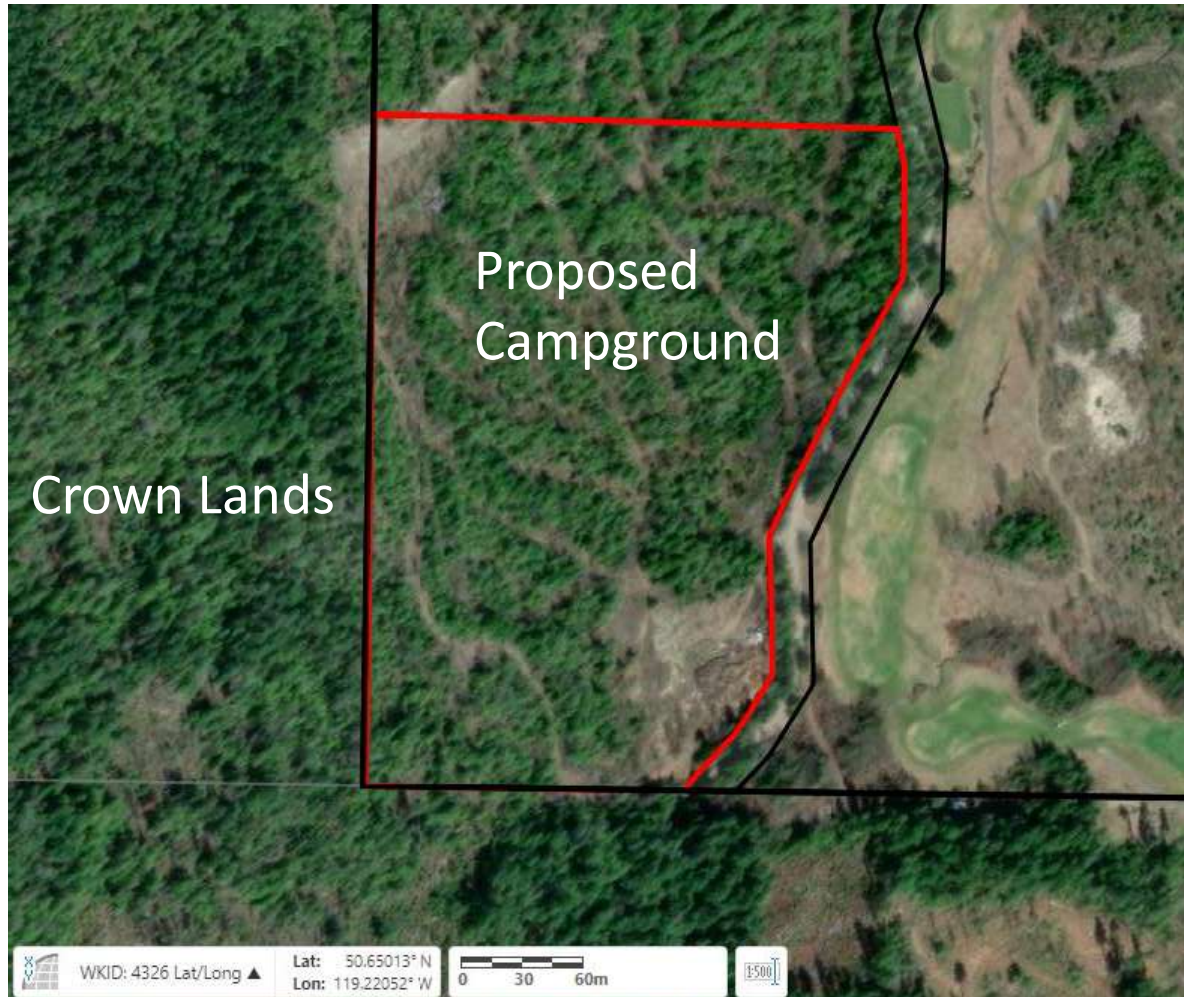 Proposed
Campground
Crown Lands
WKID: 4326 Lat/Long ▲
Lat: 50.65013° N
Lon: 119.22052° W
0 30 60m
1:500